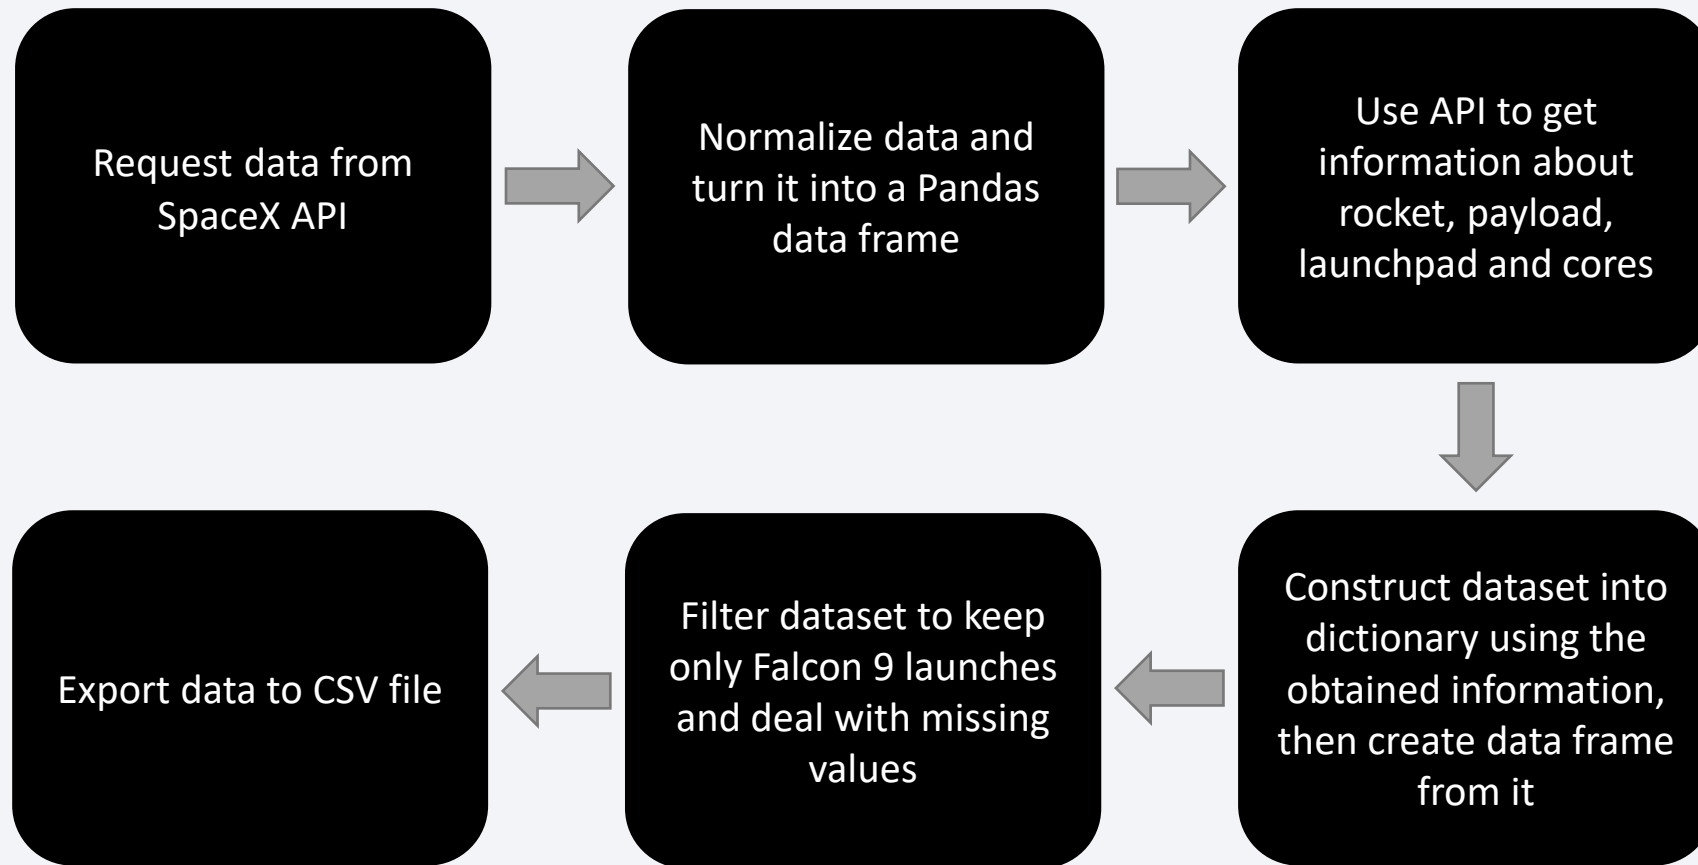 Request data from
SpaceX API
Normalize data and
turn it into a Pandas
data frame
Use API to get
information about
rocket, payload,
launchpad and cores
Construct dataset into
dictionary using the
obtained information,
then create data frame
from it
Filter dataset to keep
only Falcon 9 launches
and deal with missing
values
Export data to CSV file